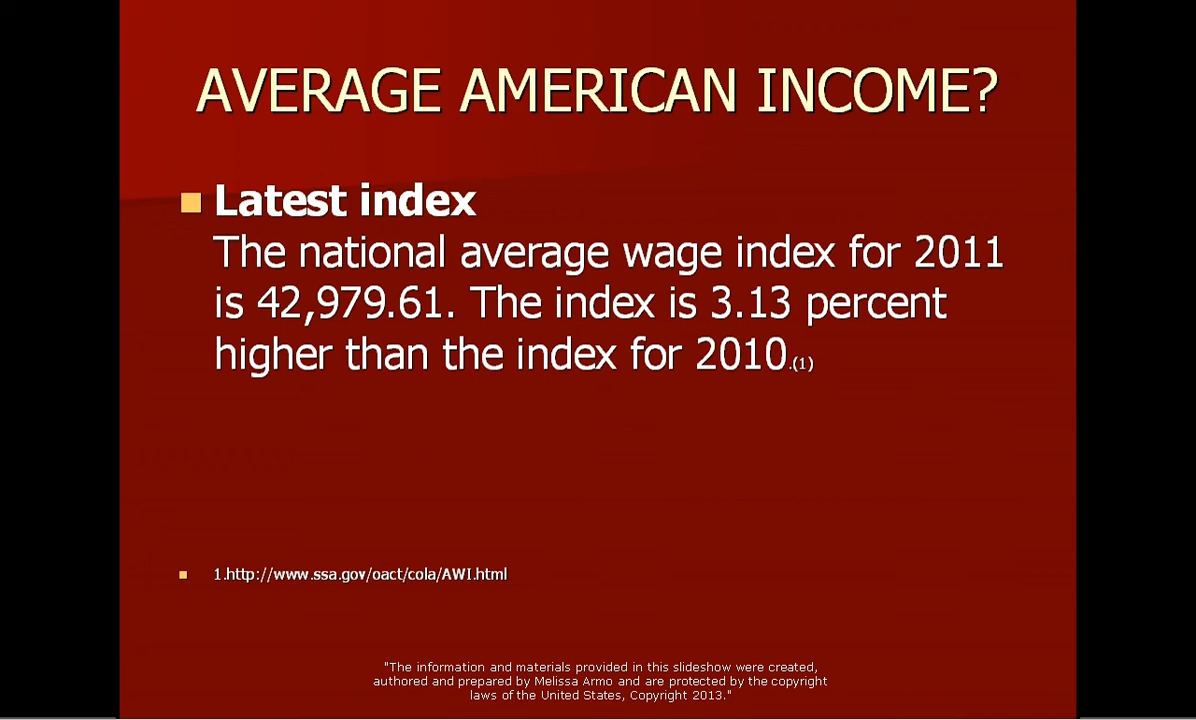 AVERAGE AMERICAN INCOME?
Latest index
The national average wage index for 2011
is 42,979.61. The index is 3.13 percent
higher than the index for 2010.(1)
1.http://www.ssa.gov/oact/cola/AWI.html
"The information and materials provided in this slideshow were created,
authored and prepared by Melissa Armo and are protected by the copyright
laws of the United States, Copyright 2013."